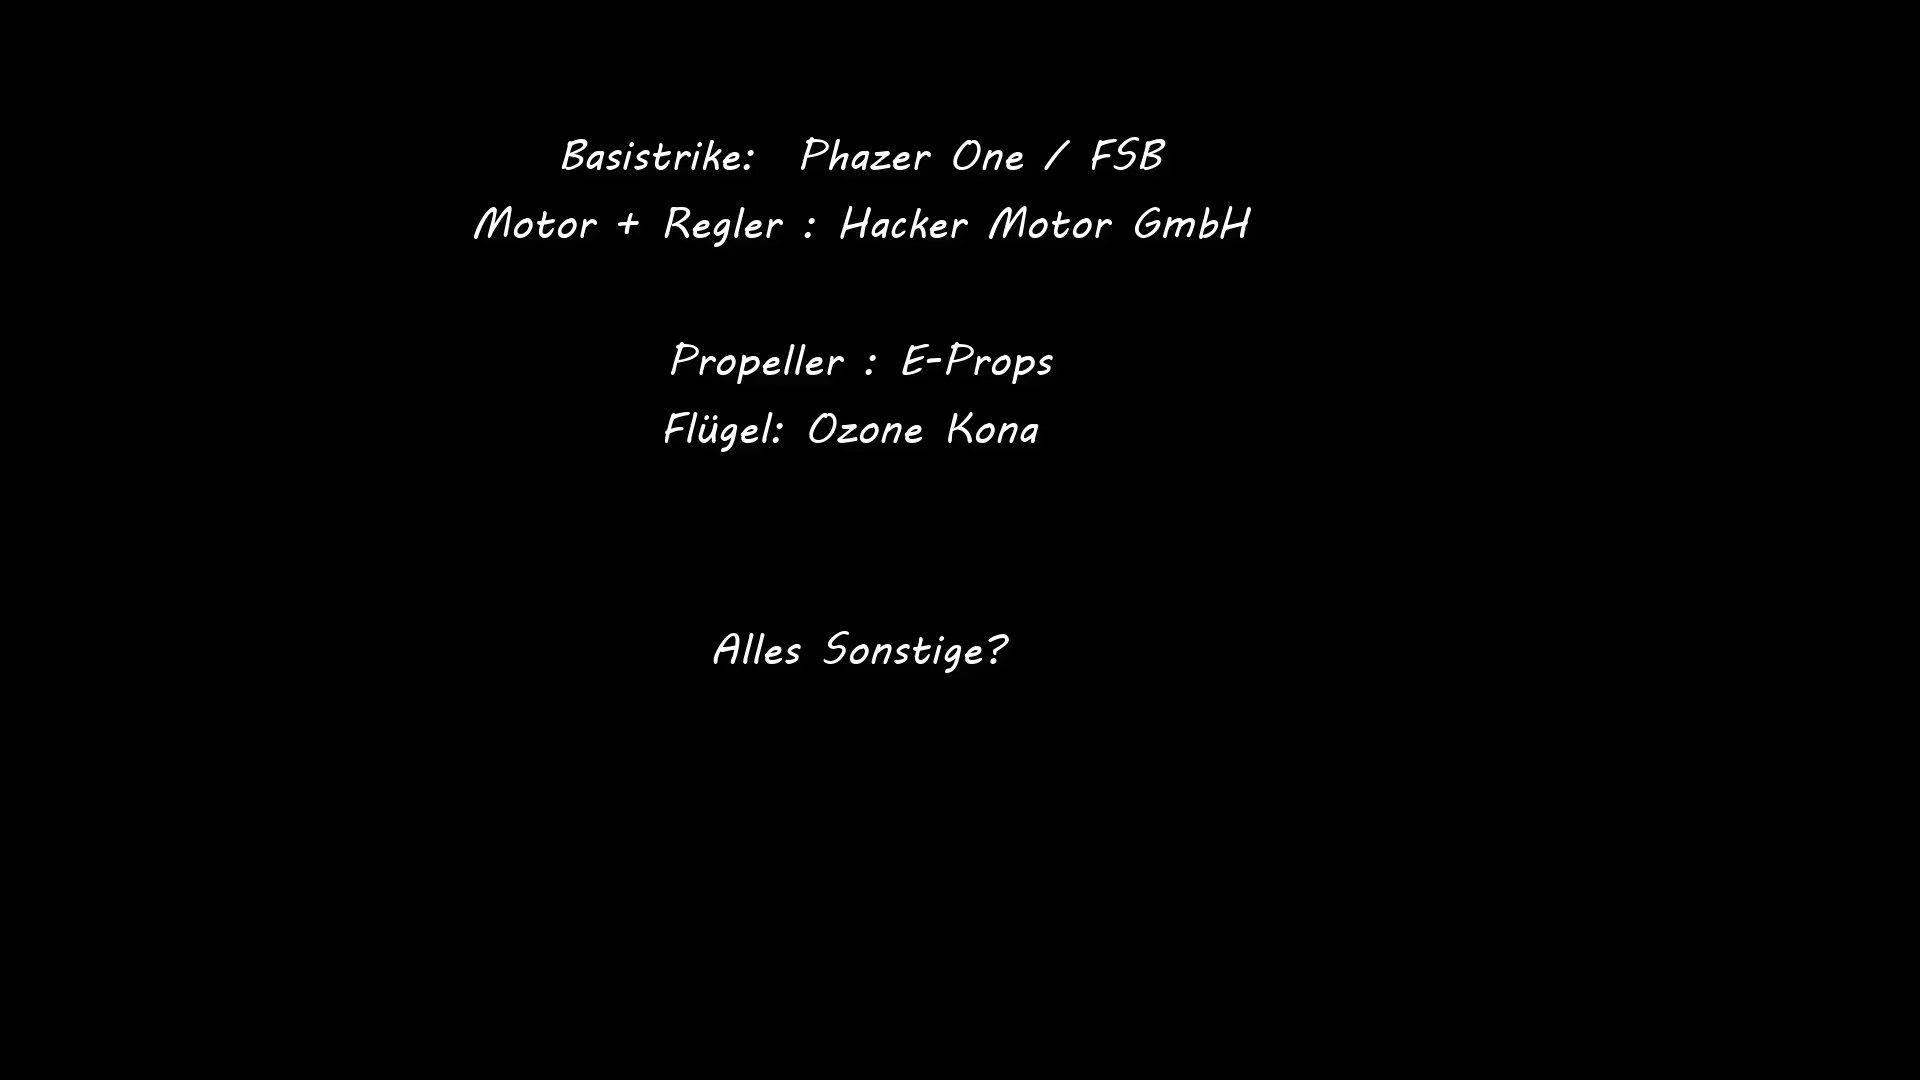 Basistrike:  Phazer One / FSB
Motor + Regler : Hacker Motor GmbH
Propeller : E-Props
Flügel: Ozone Kona
Alles Sonstige?